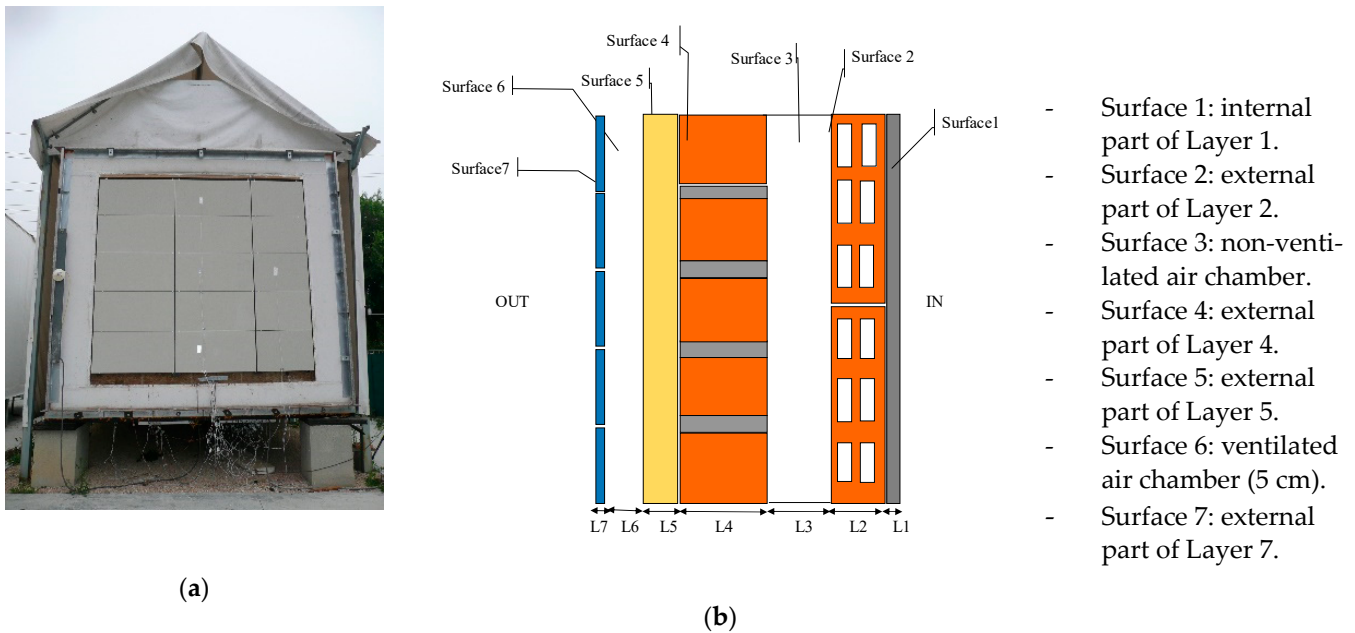 Surface 4
Surface 3
Surface 2
Surface 6
Surface 5
Surface1
Surface7
OUT
IN
L7
L6
L5
L4
L3
L2
L1
- Surface 1: internal
part of Layer 1.
- Surface 2: external
part of Layer 2.
- Surface 3: non-venti-
lated air chamber.
- Surface 4: external
part of Layer 4.
- Surface 5: external
part of Layer 5.
- Surface 6: ventilated
air chamber (5 cm).
- Surface 7: external
part of Layer 7.
(a)
(b)